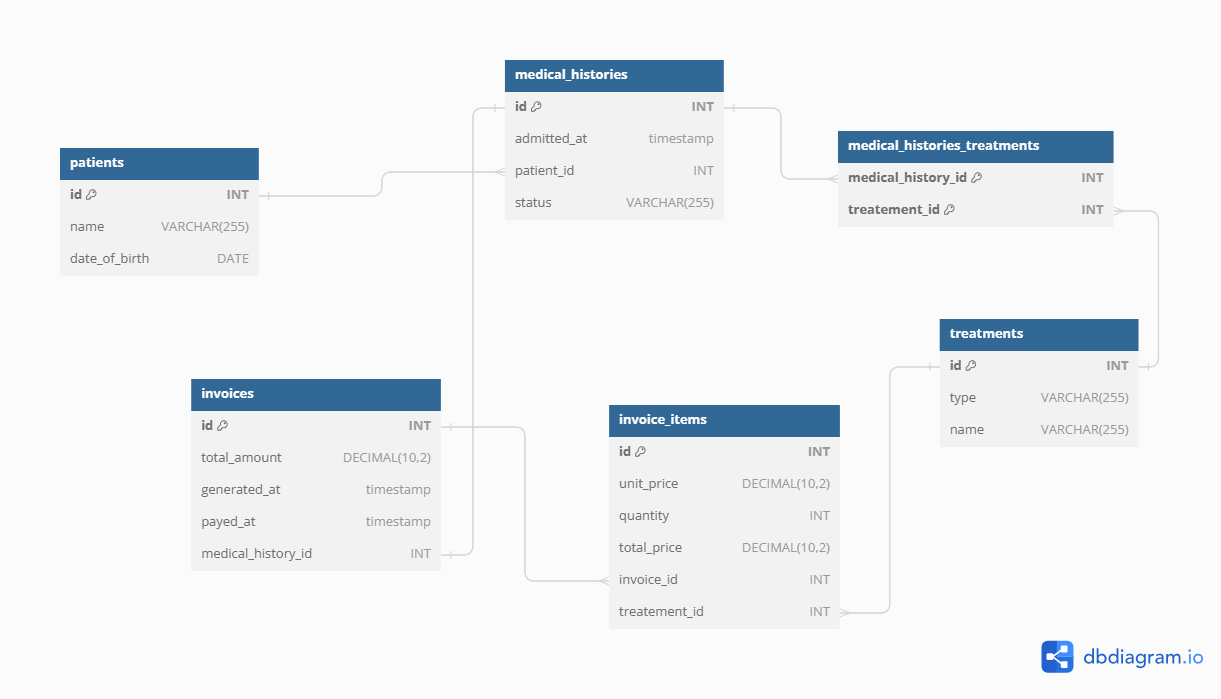 medical_histories
id INT
admitted_at timestamp
patient_id INT
status VARCHAR(255)
patients
id INT
name VARCHAR(255)
date_of_birth DATE
medical_histories_treatments
medical_history_id INT
treatement_id INT
treatments
id INT
type VARCHAR(255)
name VARCHAR(255)
invoices
id INT
total_amount DECIMAL(10,2)
generated_at timestamp
payed_at timestamp
medical_history_id INT
invoice_items
id INT
unit_price DECIMAL(10,2)
quantity INT
total_price DECIMAL(10,2)
invoice_id INT
treatement_id INT
dbdiagram.io